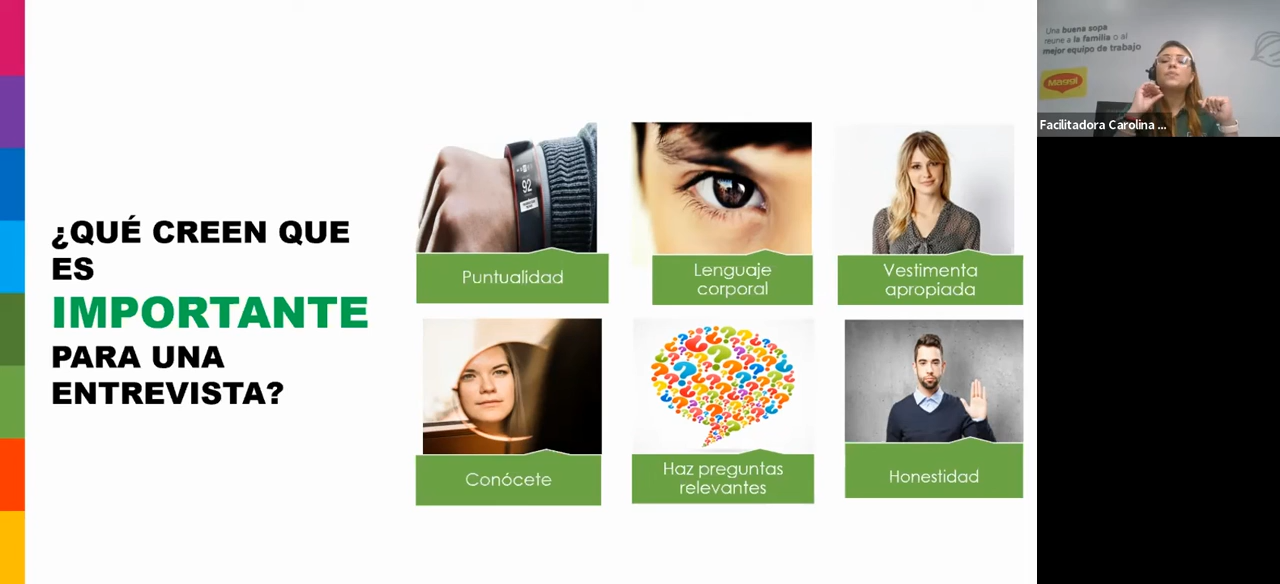 ¿QUÉ CREEN QUE
ES
IMPORTANTE
PARA UNA
ENTREVISTA?
92
Puntualidad
Lenguaje
corporal
Vestimenta
apropiada
Conócete
Haz preguntas
relevantes
Honestidad
Una buena sopa
reune a la familia o al
mejor equipo de trabajo
Maggi
Facilitadora Carolina ...